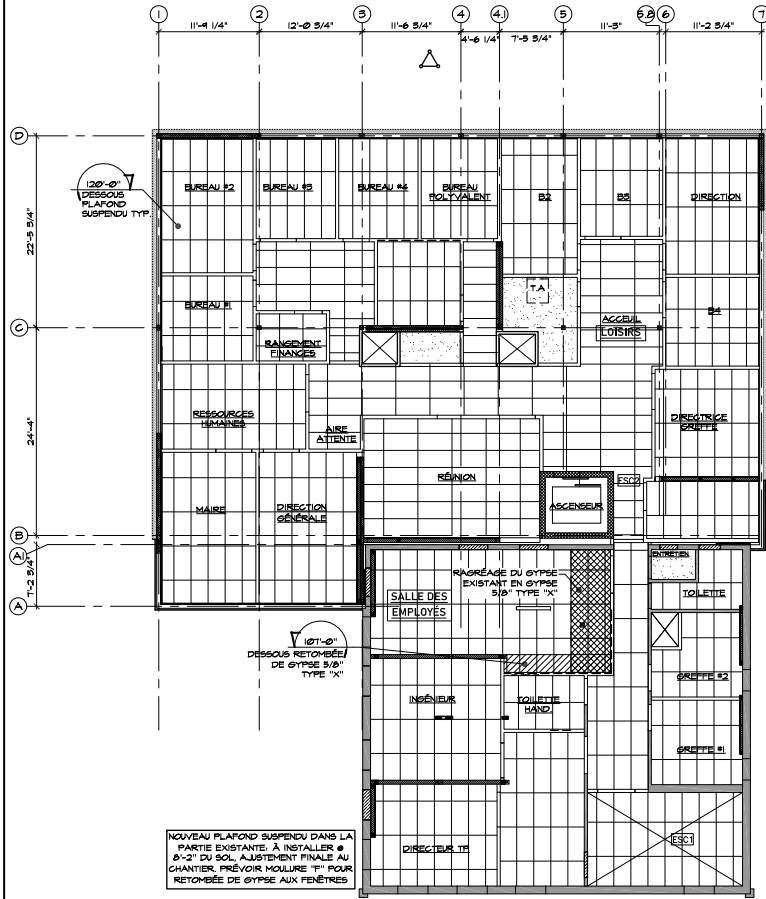 1 2 3 4 4.1 5 5.8 6 7
11'-9 1/4" 12'-0 3/4" 11'-6 3/4" 11'-3" 11'-2 3/4"
4'-6 1/4" 7'-5 3/4"
D
22'-5 3/4"
C
24'-4"
B
A1
7'-2 3/4"
A
120'-0"
DESSOUS
PLAFOND
SUSPENDU TYP.
BUREAU #2
BUREAU #3
BUREAU #4
BUREAU
POLYVALENT
B2
B3
DIRECTION
BUREAU #1
T.A
B4
RANGEMENT
FINANCES
ACCEUIL
LOISIRS
RESSOURCES
HUMAINES
AIRE
ATTENTE
DIRECTRICE
GREFFE
MAIRE
DIRECTION
GÉNÉRALE
RÉUNION
ASCENSEUR
ESC2
SALLE DES
EMPLOYÉS
RAGRÉAGE DU GYPSE
EXISTANT EN GYPSE
5/8" TYPE "X"
ENTRETIEN
TOILETTE
107'-0"
DESSOUS RETOMBÉE
DE GYPSE 5/8"
TYPE "X"
INGÉNIEUR
TOILETTE
HAND.
GREFFE #2
GREFFE #1
DIRECTEUR TP
ESC1
NOUVEAU PLAFOND SUSPENDU DANS LA
PARTIE EXISTANTE: À INSTALLER @
8'-2" DU SOL, AJUSTEMENT FINALE AU
CHANTIER. PRÉVOIR MOULURE "F" POUR
RETOMBÉE DE GYPSE AUX FENÊTRES